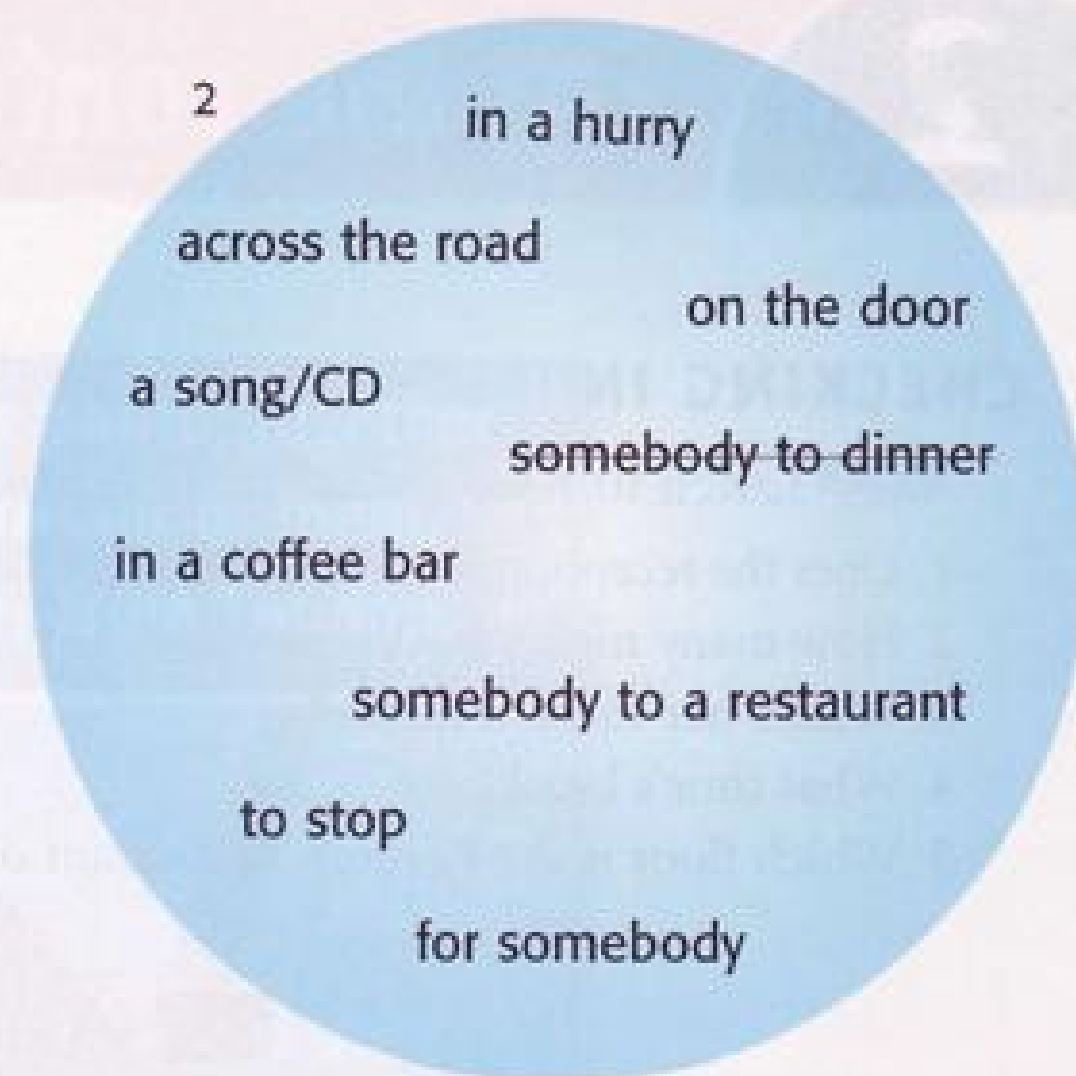 2
in a hurry
across the road
on the door
a song/CD
somebody to dinner
in a coffee bar
somebody to a restaurant
to stop
for somebody